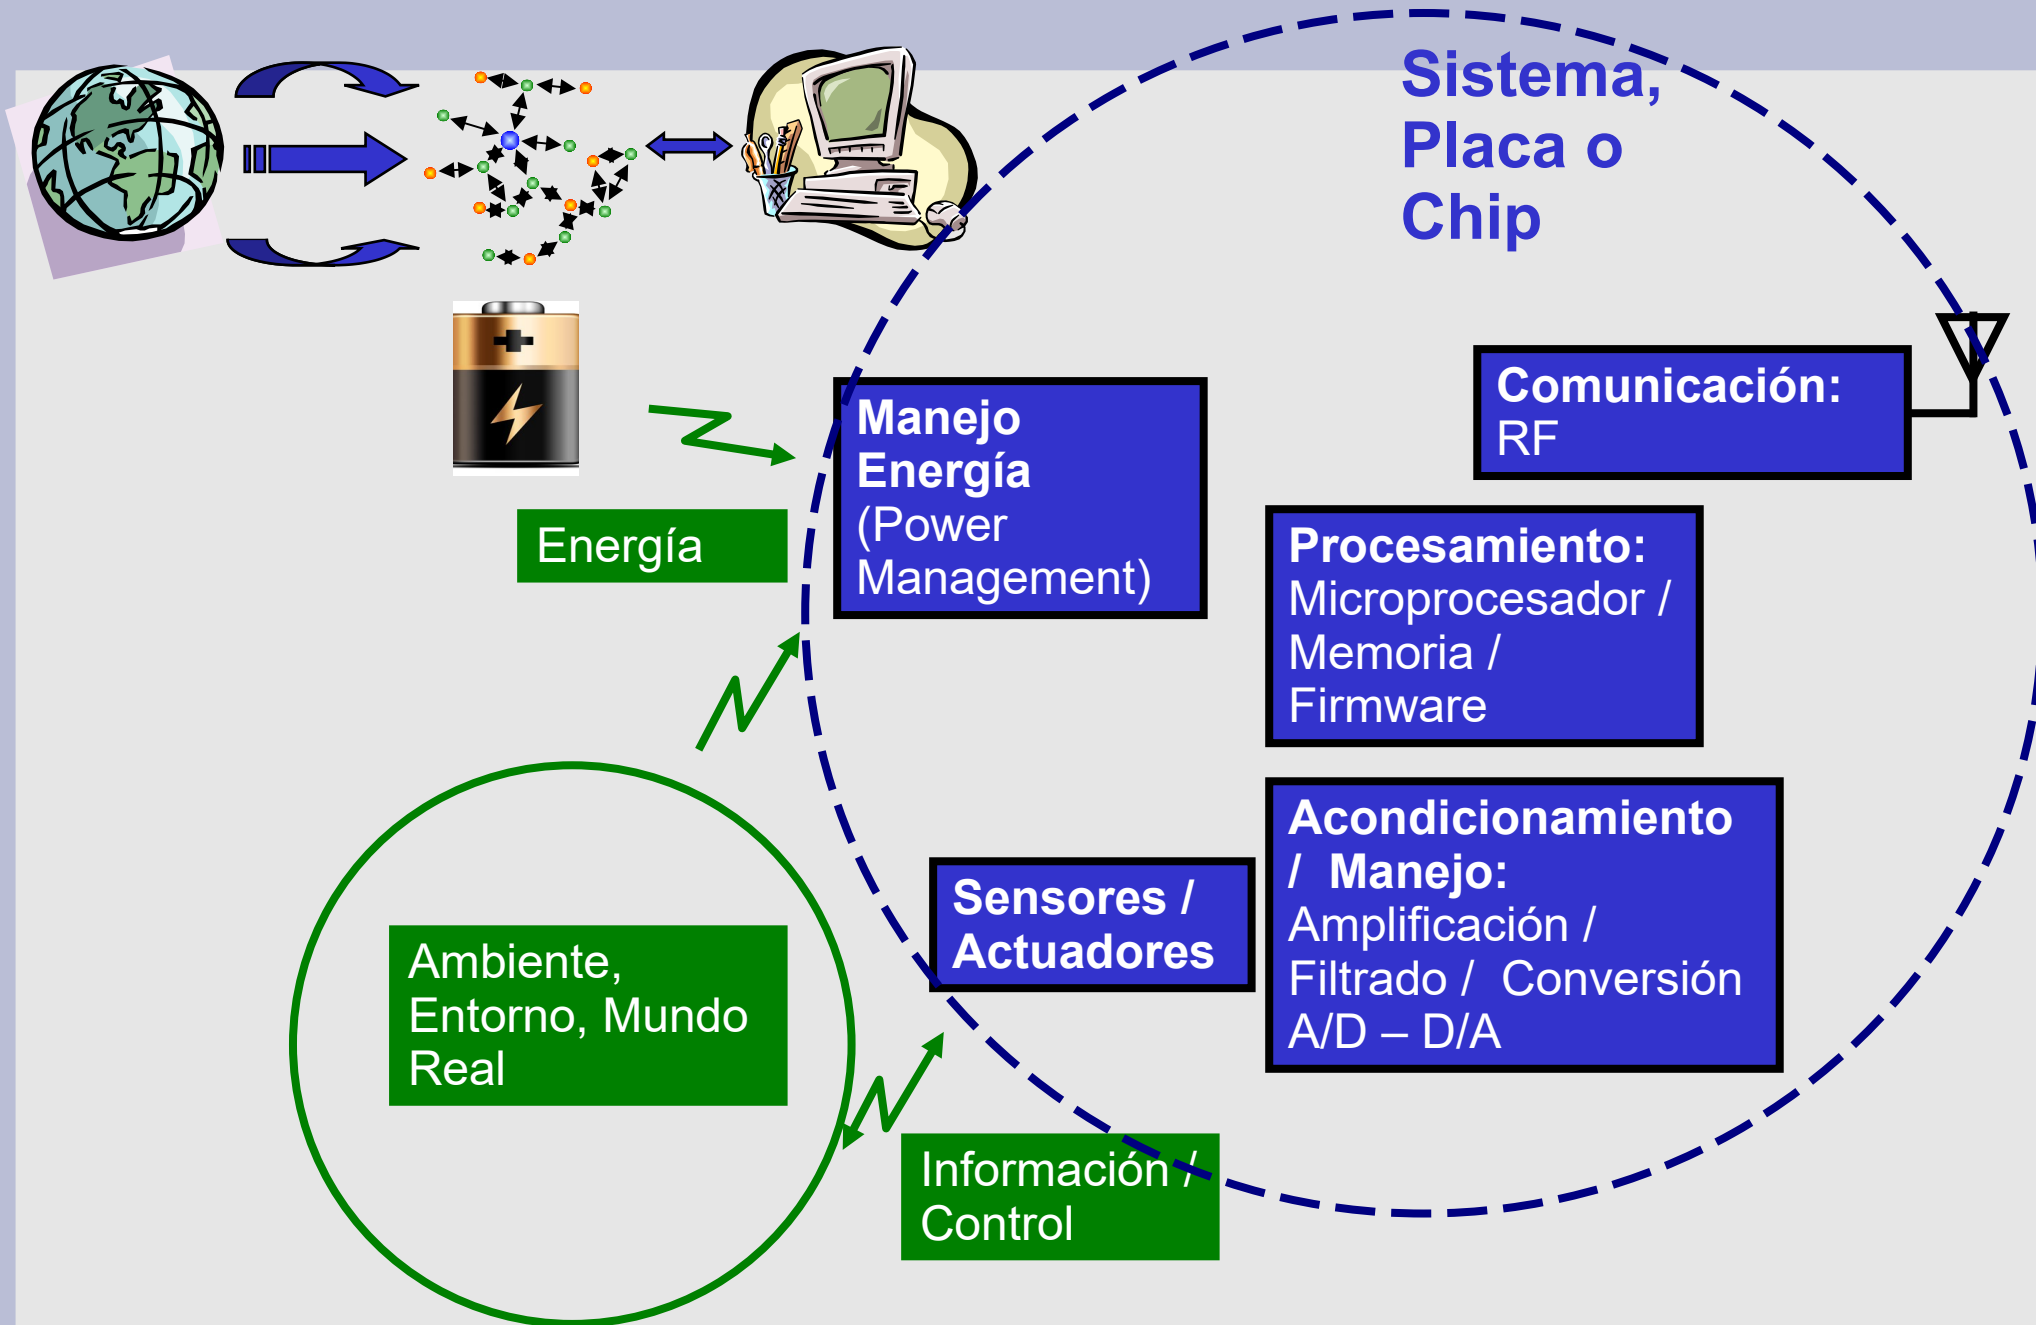 Sistema,
Placa o
Chip
Comunicación:
RF
Manejo
Energía
(Power
Management)
Energía
Procesamiento:
Microprocesador /
Memoria /
Firmware
Acondicionamiento
/ Manejo:
Amplificación /
Filtrado / Conversión
A/D – D/A
Sensores /
Actuadores
Ambiente,
Entorno, Mundo
Real
Información /
Control